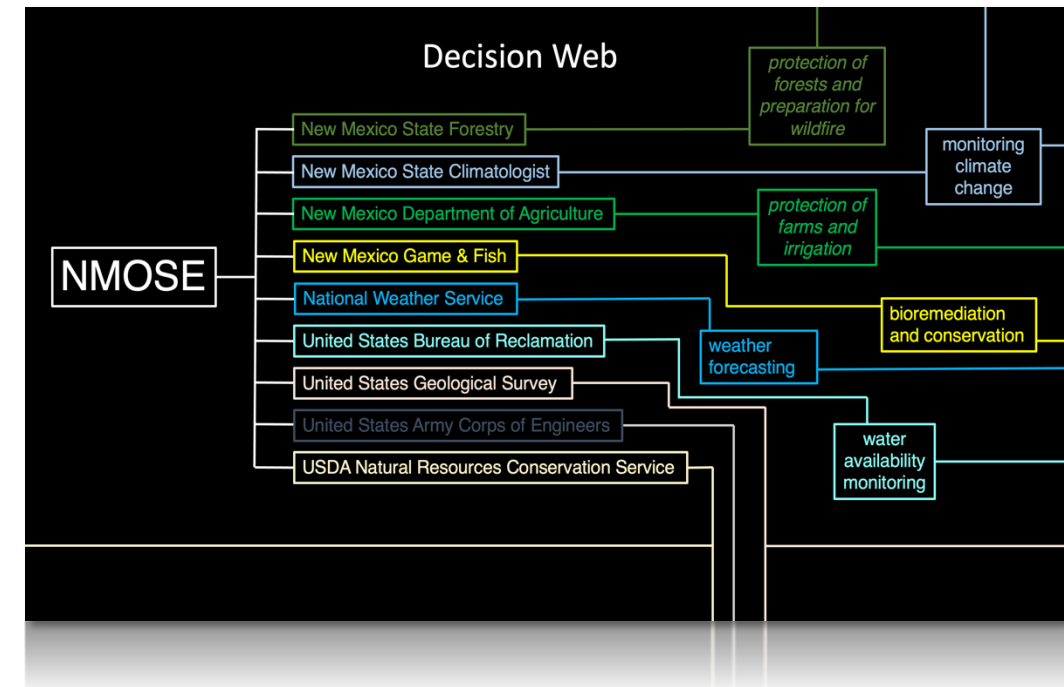 Decision Web
protection of
forests and
preparation for
wildfire
New Mexico State Forestry
monitoring
climate
change
New Mexico State Climatologist
New Mexico Department of Agriculture
protection of
farms and
irrigation
NMOSE
New Mexico Game & Fish
National Weather Service
bioremediation
and conservation
United States Bureau of Reclamation
weather
forecasting
United States Geological Survey
United States Army Corps of Engineers
water
availability
monitoring
USDA Natural Resources Conservation Service